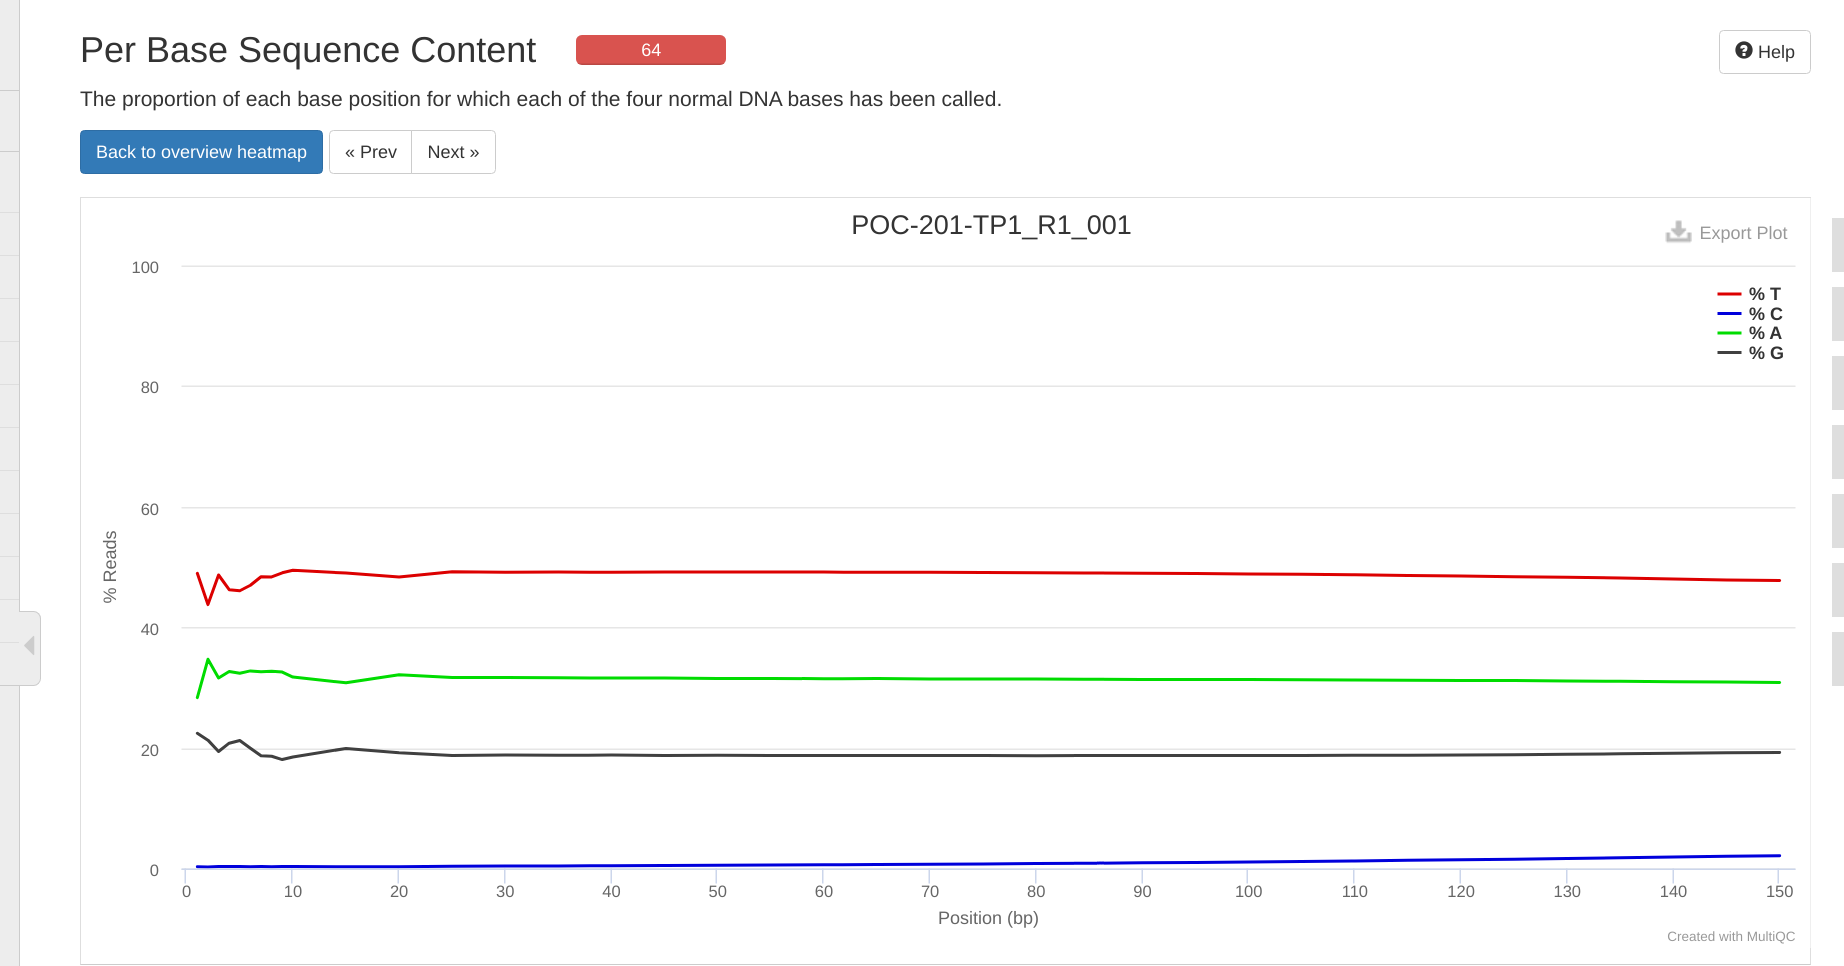 Per Base Sequence Content
64
Help
The proportion of each base position for which each of the four normal DNA bases has been called.
Back to overview heatmap
« Prev
Next »
POC-201-TP1_R1_001
Export Plot
% T
% C
% A
% G
100
80
60
40
20
0
% Reads
0 10 20 30 40 50 60 70 80 90 100 110 120 130 140 150
Position (bp)
Created with MultiQC